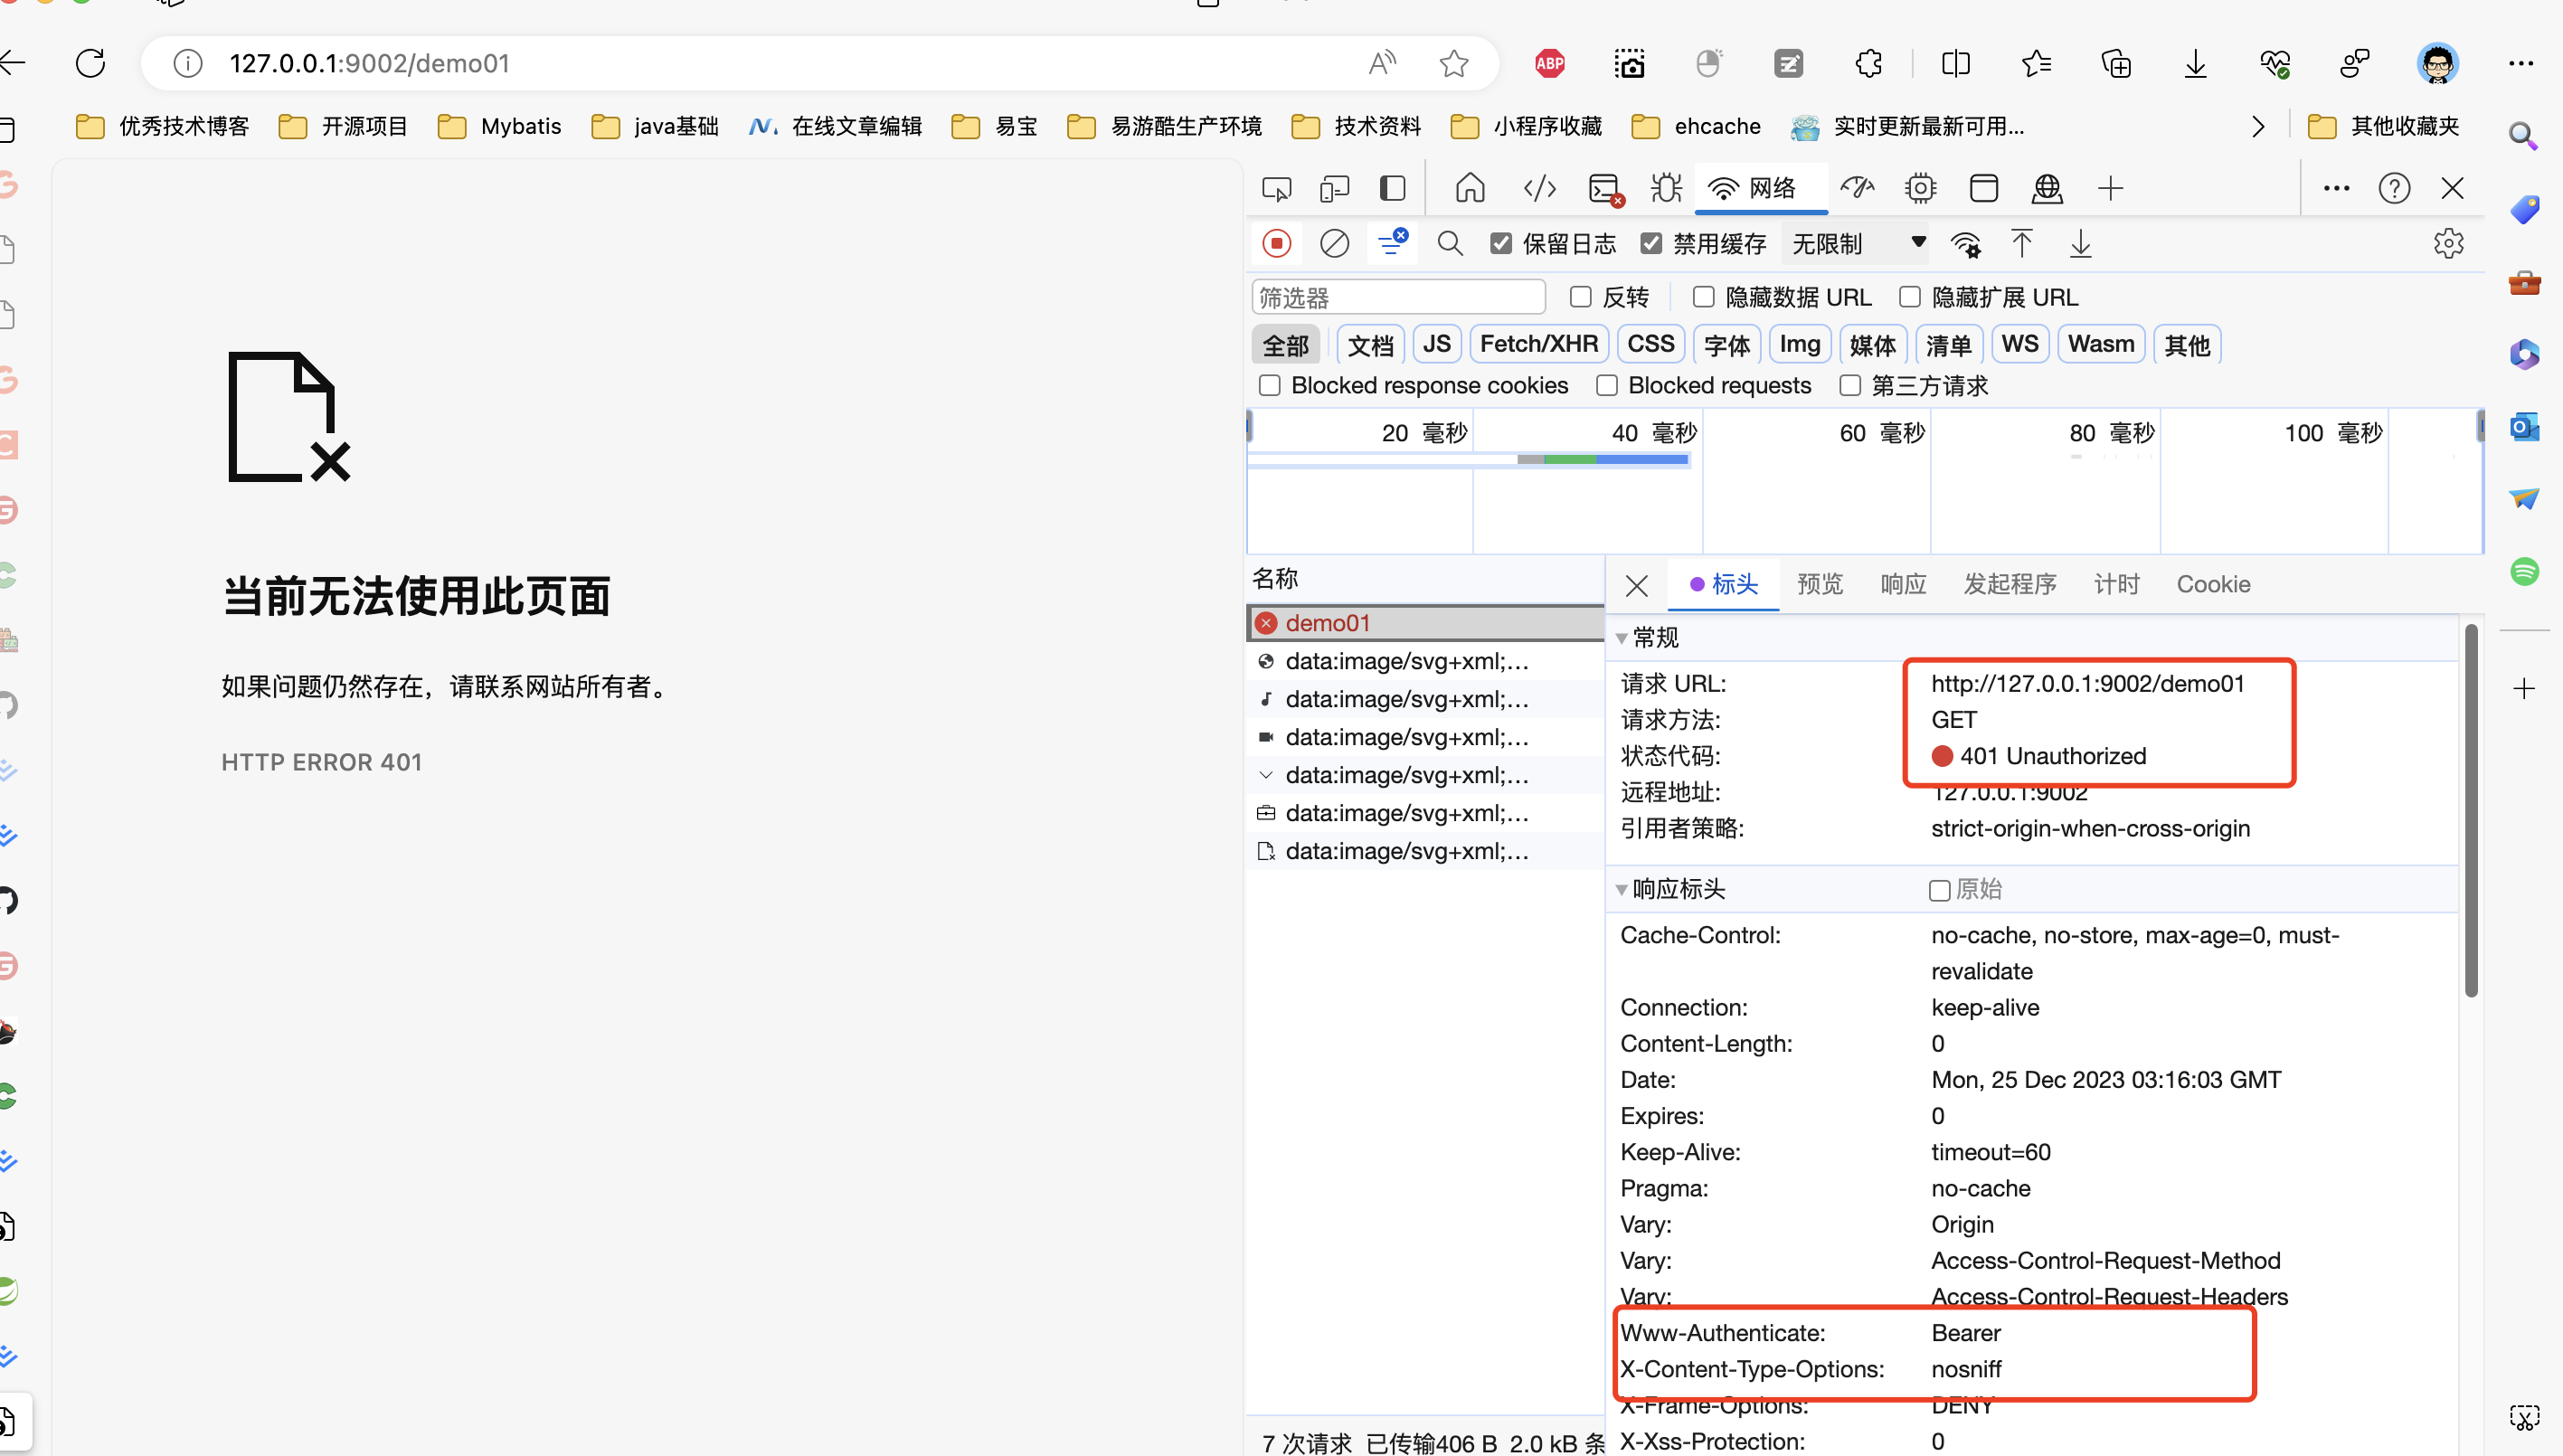 127.0.0.1:9002/demo01
ABP
优秀技术博客 开源项目 Mybatis java基础 在线文章编辑 易宝 易游酷生产环境 技术资料 小程序收藏 ehcache 实时更新最新可用... 其他收藏夹
网络
保留日志 禁用缓存 无限制
筛选器 反转 隐藏数据 URL 隐藏扩展 URL
全部 文档 JS Fetch/XHR CSS 字体 Img 媒体 清单 WS Wasm 其他
Blocked response cookies Blocked requests 第三方请求
20 毫秒 40 毫秒 60 毫秒 80 毫秒 100 毫秒
当前无法使用此页面
如果问题仍然存在，请联系网站所有者。
HTTP ERROR 401
名称
demo01
data:image/svg+xml;...
data:image/svg+xml;...
data:image/svg+xml;...
data:image/svg+xml;...
data:image/svg+xml;...
data:image/svg+xml;...
7 次请求 已传输406 B 2.0 kB 条
标头 预览 响应 发起程序 计时 Cookie
常规
请求 URL: http://127.0.0.1:9002/demo01
请求方法: GET
状态代码: 401 Unauthorized
远程地址: 127.0.0.1:9002
引用者策略: strict-origin-when-cross-origin
响应标头 原始
Cache-Control: no-cache, no-store, max-age=0, must-
revalidate
Connection: keep-alive
Content-Length: 0
Date: Mon, 25 Dec 2023 03:16:03 GMT
Expires: 0
Keep-Alive: timeout=60
Pragma: no-cache
Vary: Origin
Vary: Access-Control-Request-Method
Vary: Access-Control-Request-Headers
Www-Authenticate: Bearer
X-Content-Type-Options: nosniff
X-Frame-Options: DENY
X-Xss-Protection: 0